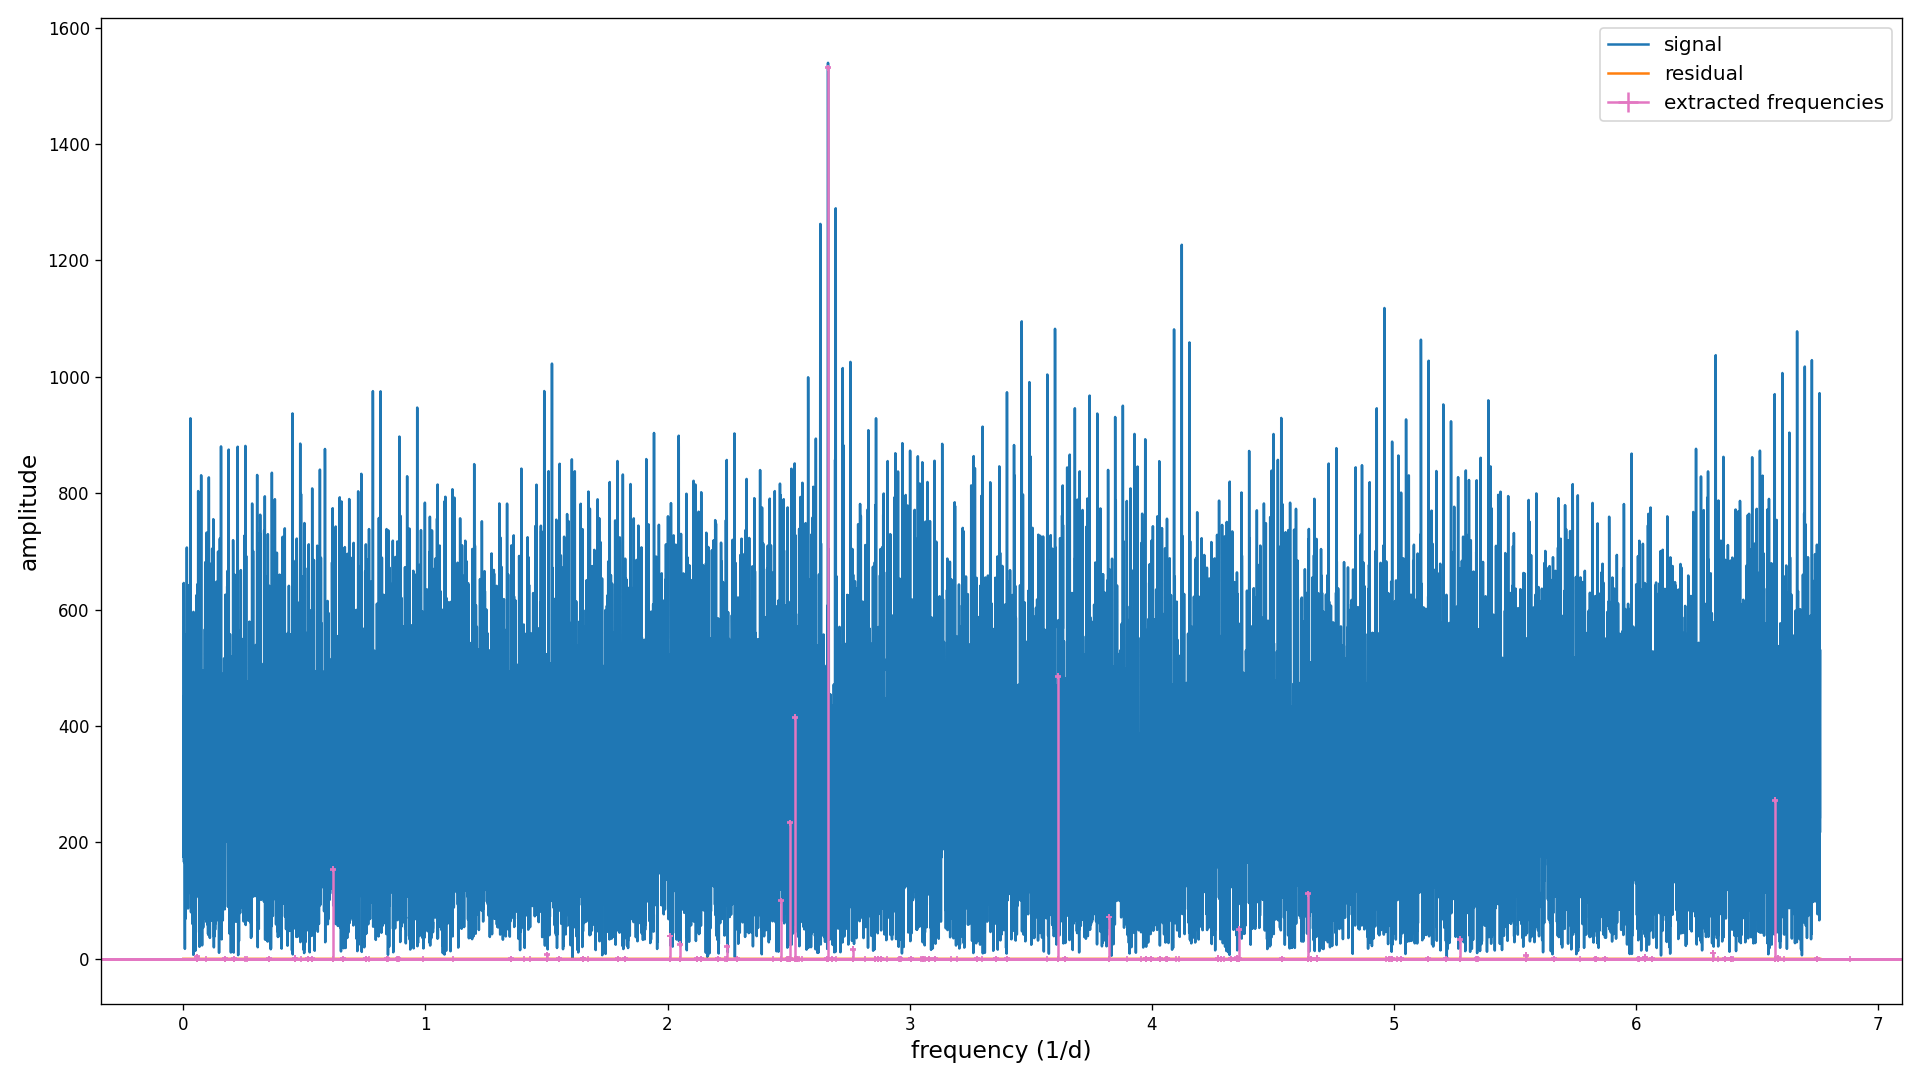 signal
residual
extracted frequencies
amplitude
1600
1400
1200
1000
800
600
400
200
0
0 1 2 3 4 5 6 7
frequency (1/d)